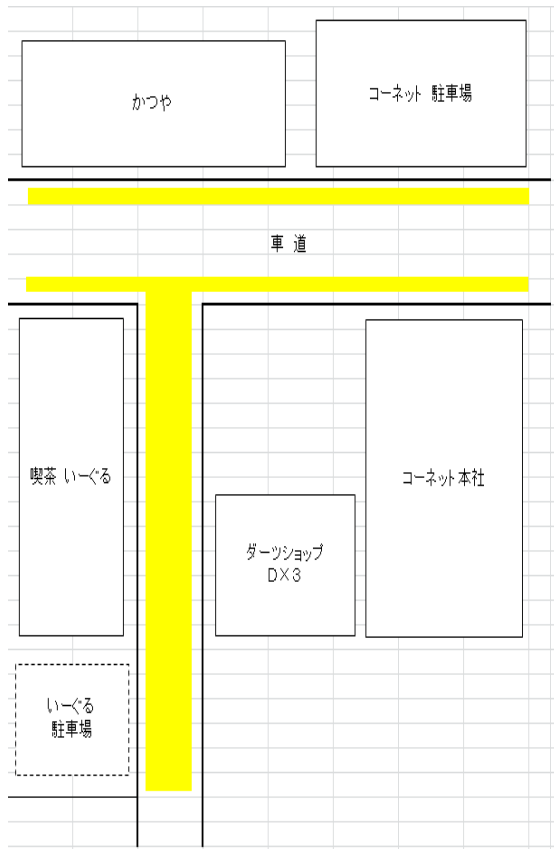 かつや
コーネット 駐車場
車 道
喫茶 いーぐる
コーネット本社
ダーツショップ
D×3
いーぐる
駐車場